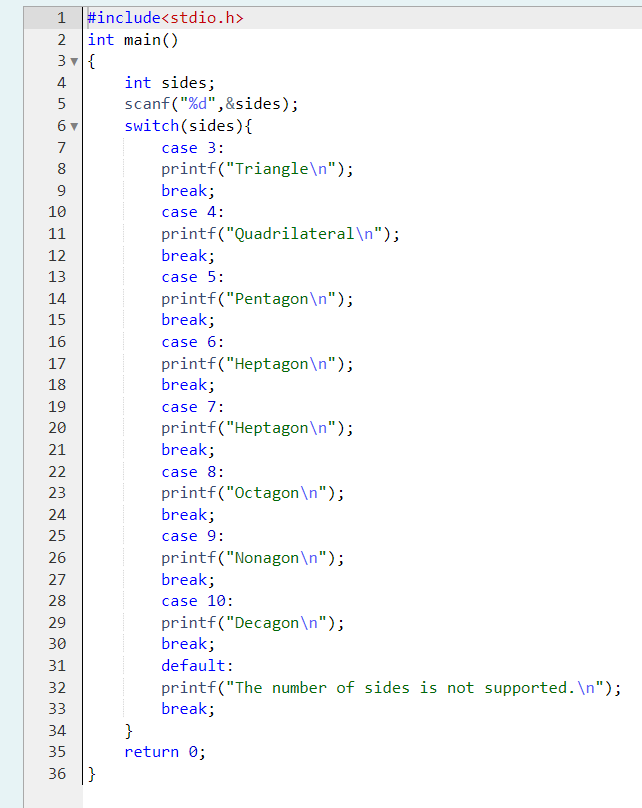 1 #include<stdio.h>
2 int main()
3 {
4 int sides;
5 scanf("%d",&sides);
6 switch(sides){
7 case 3:
8 printf("Triangle\n");
9 break;
10 case 4:
11 printf("Quadrilateral\n");
12 break;
13 case 5:
14 printf("Pentagon\n");
15 break;
16 case 6:
17 printf("Heptagon\n");
18 break;
19 case 7:
20 printf("Heptagon\n");
21 break;
22 case 8:
23 printf("Octagon\n");
24 break;
25 case 9:
26 printf("Nonagon\n");
27 break;
28 case 10:
29 printf("Decagon\n");
30 break;
31 default:
32 printf("The number of sides is not supported.\n");
33 break;
34 }
35 return 0;
36 }